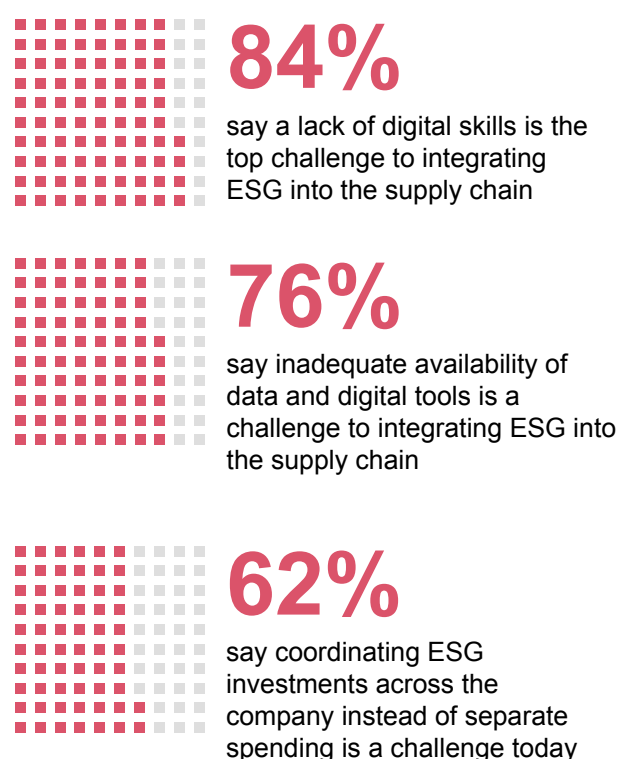 84%
say a lack of digital skills is the
top challenge to integrating
ESG into the supply chain
76%
say inadequate availability of
data and digital tools is a
challenge to integrating ESG into
the supply chain
62%
say coordinating ESG
investments across the
company instead of separate
spending is a challenge today